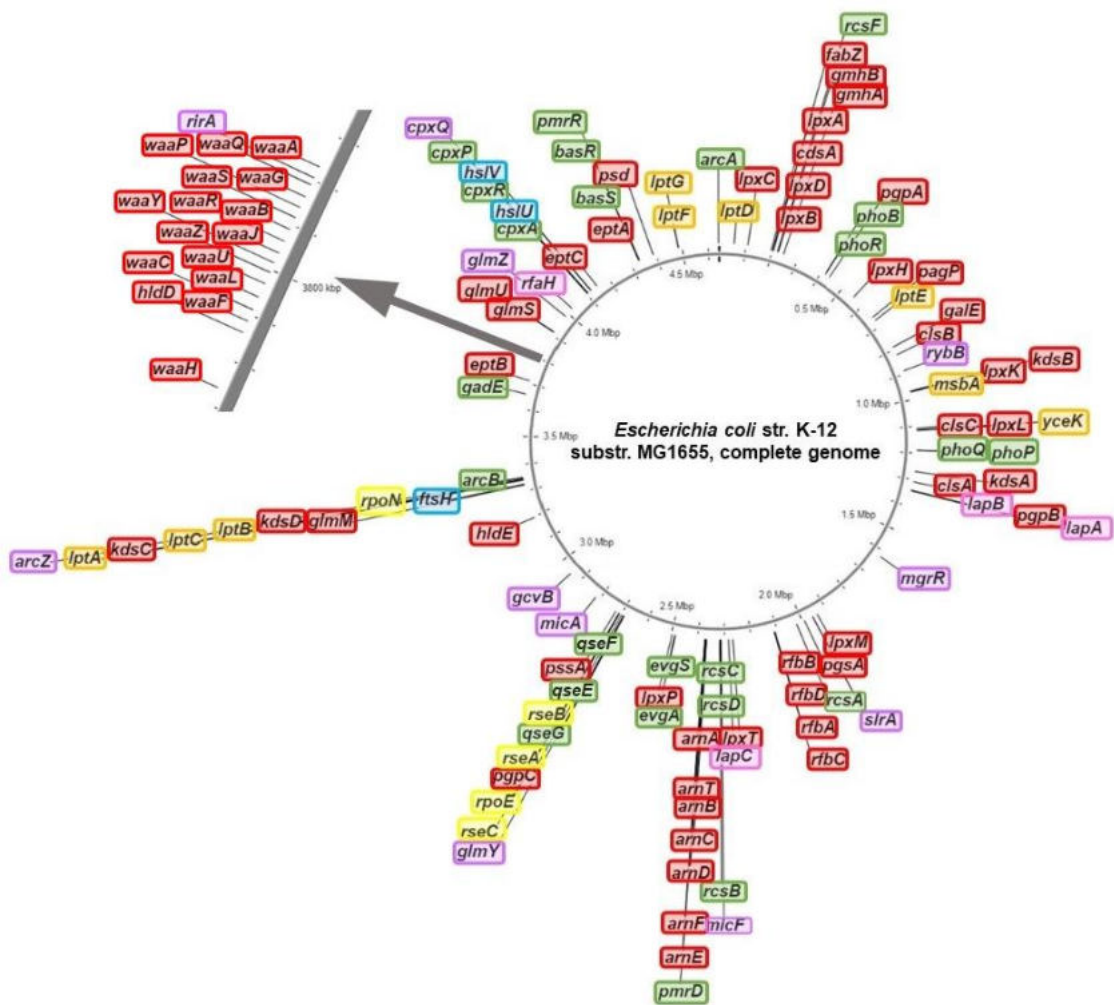 rcsF
fabZ
gmhB
gmhA
lpxA
cdsA
lpxD
lpxB
rirA
waaP waaQ waaA
waaS waaG
waaY waaR waaB
waaZ waaJ
waaC waaU
waaL
hldD waaF
waaH
3800 kbp
cpxQ
cpxP
hslV
cpxR
hslU
cpxA
eptC
glmZ
rfaH
glmU
glmS
eptB
gadE
pmrR
basR
psd
basS
eptA
lptG
lptF
arcA
lpxC
lptD
pgpA
phoB
phoR
lpxH pagP
lptE
galE
clsB
rybB
msbA lpxK kdsB
clsC lpxL yceK
phoQ phoP
clsA kdsA
lapB
pgpB
lapA
mgrR
4.5 Mbp
0.5 Mbp
1.0 Mbp
1.5 Mbp
2.0 Mbp
2.5 Mbp
3.0 Mbp
3.5 Mbp
4.0 Mbp
Escherichia coli str. K-12
substr. MG1655, complete genome
arcB
ftsH
rpoN
glmM
kdsD
lptB
lptC
kdsC
lptA
arcZ
hldE
gcvB
micA
qseF
pssA
qseE
rseB
qseG
rseA
pgpC
rpoE
rseC
glmY
evgS
lpxP
evgA
rcsC
rcsD
arnA lpxT
lapC
arnT
arnB
arnC
arnD
rcsB
arnF micF
arnE
pmrD
rfbB
rfbD
rfbA
rfbC
lpxM
pgsA
rcsA
slrA